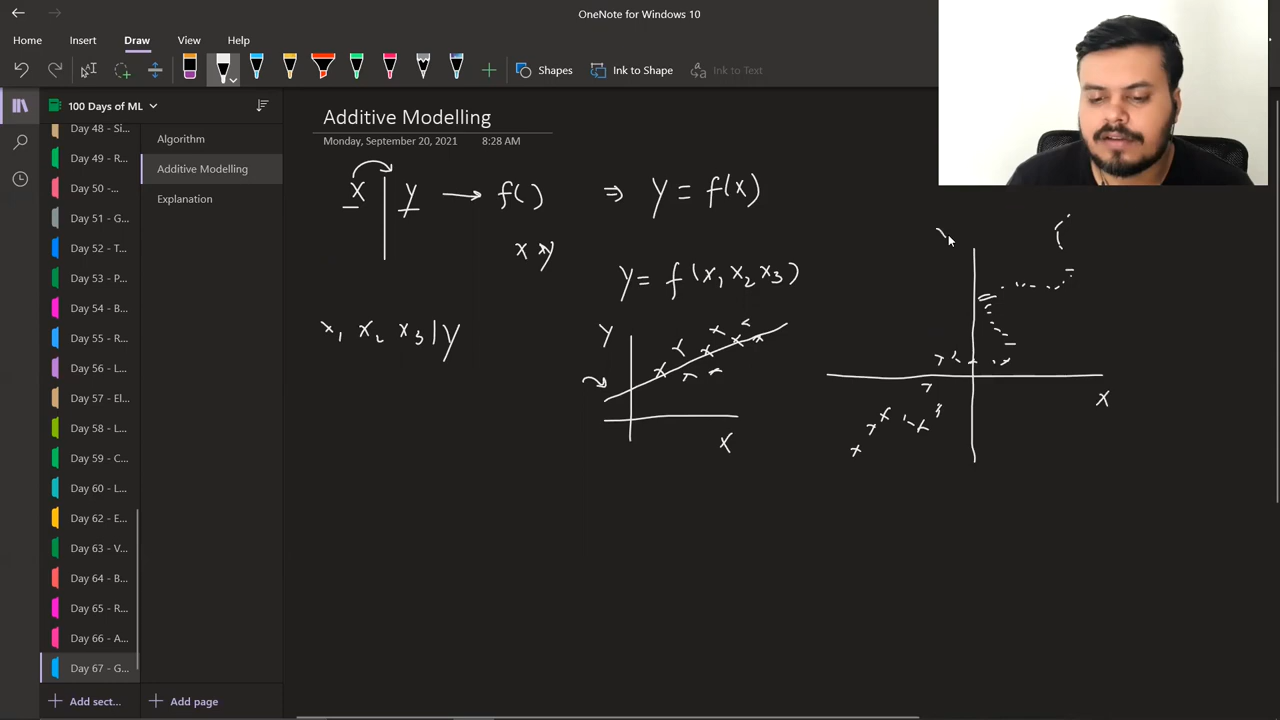 OneNote for Windows 10
Home Insert Draw View Help
Shapes Ink to Shape Ink to Text
100 Days of ML
Day 48 - Si...
Day 49 - R...
Day 50 -...
Day 51 - G...
Day 52 - T...
Day 53 - P...
Day 54 - B...
Day 55 - R...
Day 56 - L...
Day 57 - El...
Day 58 - L...
Day 59 - C...
Day 60 - L...
Day 62 - E...
Day 63 - V...
Day 64 - B...
Day 65 - R...
Day 66 - A...
Day 67 - G...
Add sect...
Algorithm
Additive Modelling
Explanation
Add page
Additive Modelling
Monday, September 20, 2021 8:28 AM
X | Y → f() ⇒ Y = f(X)
x xy
Y = f(x₁ x₂ x₃)
x₁ x₂ x₃ | Y
Y
X
X